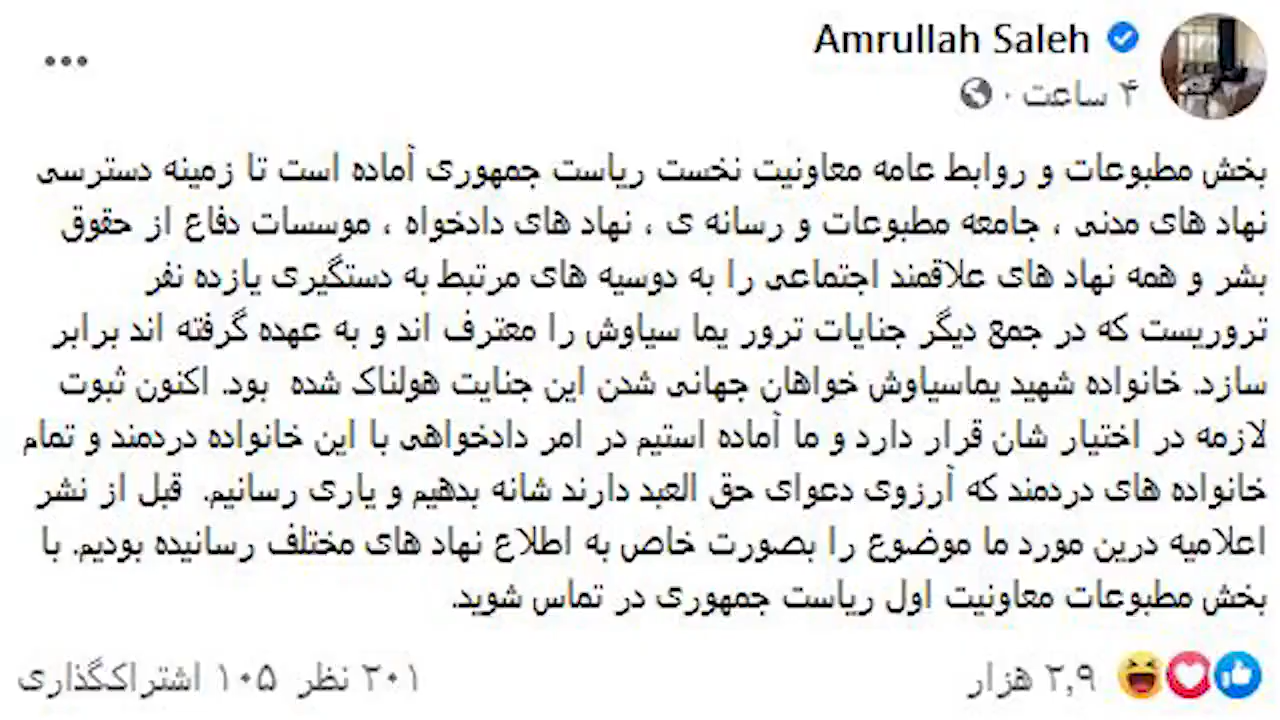 Amrullah Saleh
۴ ساعت ·
بخش مطبوعات و روابط عامه معاونیت نخست ریاست جمهوری آماده است تا زمینه دسترسی
نهاد های مدنی ، جامعه مطبوعات و رسانه ی ، نهاد های دادخواه ، موسسات دفاع از حقوق
بشر و همه نهاد های علاقمند اجتماعی را به دوسیه های مرتبط به دستگیری یازده نفر
تروریست که در جمع دیگر جنایات ترور یما سیاوش را معترف اند و به عهده گرفته اند برابر
سازد. خانواده شهید یماسیاوش خواهان جهانی شدن این جنایت هولناک شده بود. اکنون ثبوت
لازمه در اختیار شان قرار دارد و ما آماده استیم در امر دادخواهی با این خانواده دردمند و تمام
خانواده های دردمند که آرزوی دعوای حق العبد دارند شانه بدهیم و یاری رسانیم. قبل از نشر
اعلامیه درین مورد ما موضوع را بصورت خاص به اطلاع نهاد های مختلف رسانیده بودیم. با
بخش مطبوعات معاونیت اول ریاست جمهوری در تماس شوید.
۲٫۹ هزار
۲۰۱ نظر ۱۰۵ اشتراک‌گذاری